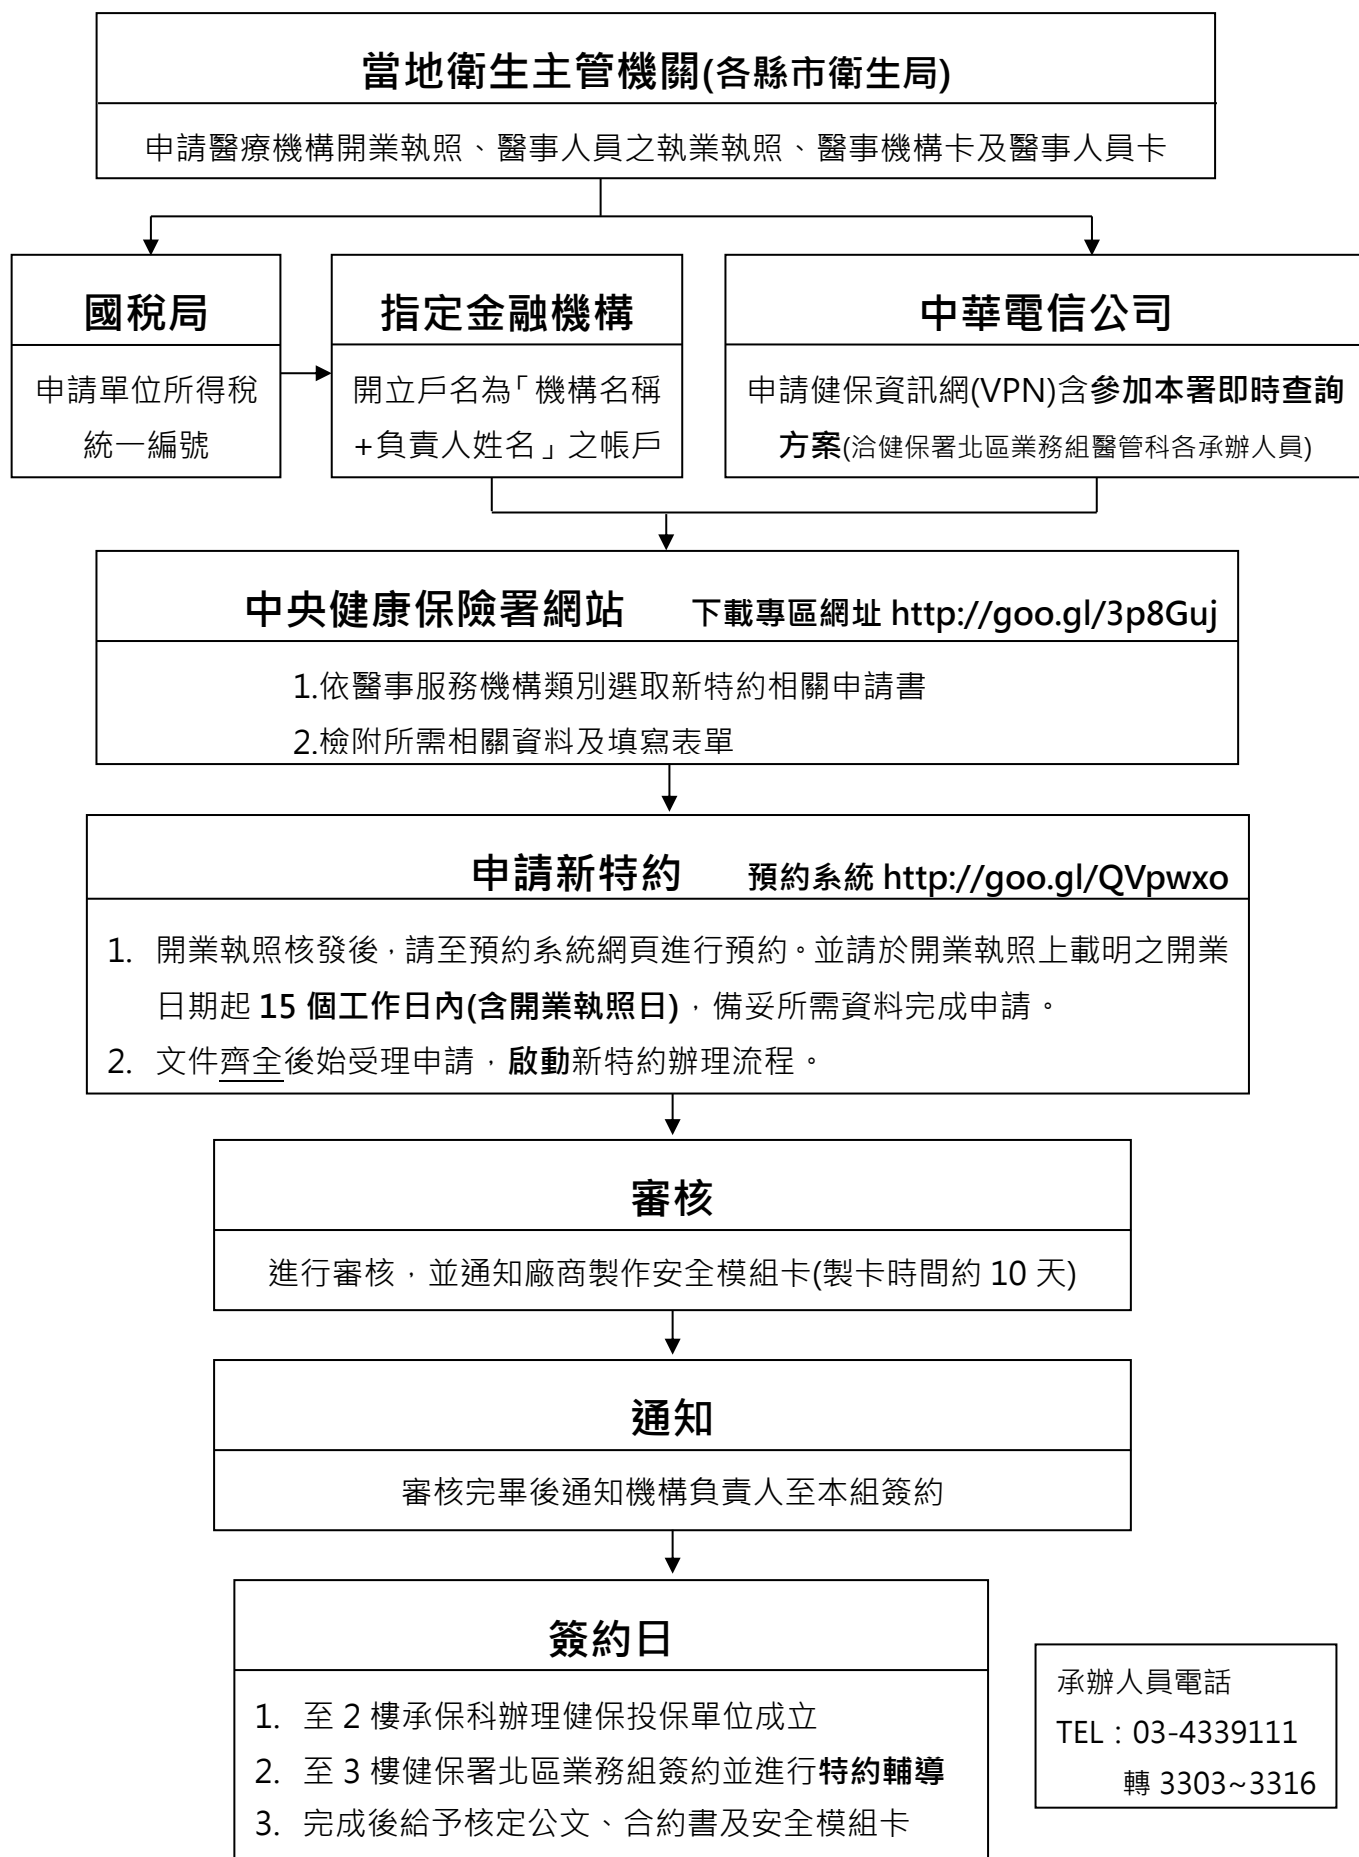 當地衛生主管機關(各縣市衛生局)
申請醫療機構開業執照、醫事人員之執業執照、醫事機構卡及醫事人員卡
國稅局
申請單位所得稅
統一編號
指定金融機構
開立戶名為「機構名稱
+負責人姓名」之帳戶
中華電信公司
申請健保資訊網(VPN)含參加本署即時查詢
方案(洽健保署北區業務組醫管科各承辦人員)
中央健康保險署網站 下載專區網址 http://goo.gl/3p8Guj
1.依醫事服務機構類別選取新特約相關申請書
2.檢附所需相關資料及填寫表單
申請新特約 預約系統 http://goo.gl/QVpwxo
1. 開業執照核發後，請至預約系統網頁進行預約。並請於開業執照上載明之開業
日期起 15 個工作日內(含開業執照日)，備妥所需資料完成申請。
2. 文件齊全後始受理申請，啟動新特約辦理流程。
審核
進行審核，並通知廠商製作安全模組卡(製卡時間約 10 天)
通知
審核完畢後通知機構負責人至本組簽約
簽約日
1. 至 2 樓承保科辦理健保投保單位成立
2. 至 3 樓健保署北區業務組簽約並進行特約輔導
3. 完成後給予核定公文、合約書及安全模組卡
承辦人員電話
TEL：03-4339111
轉 3303~3316